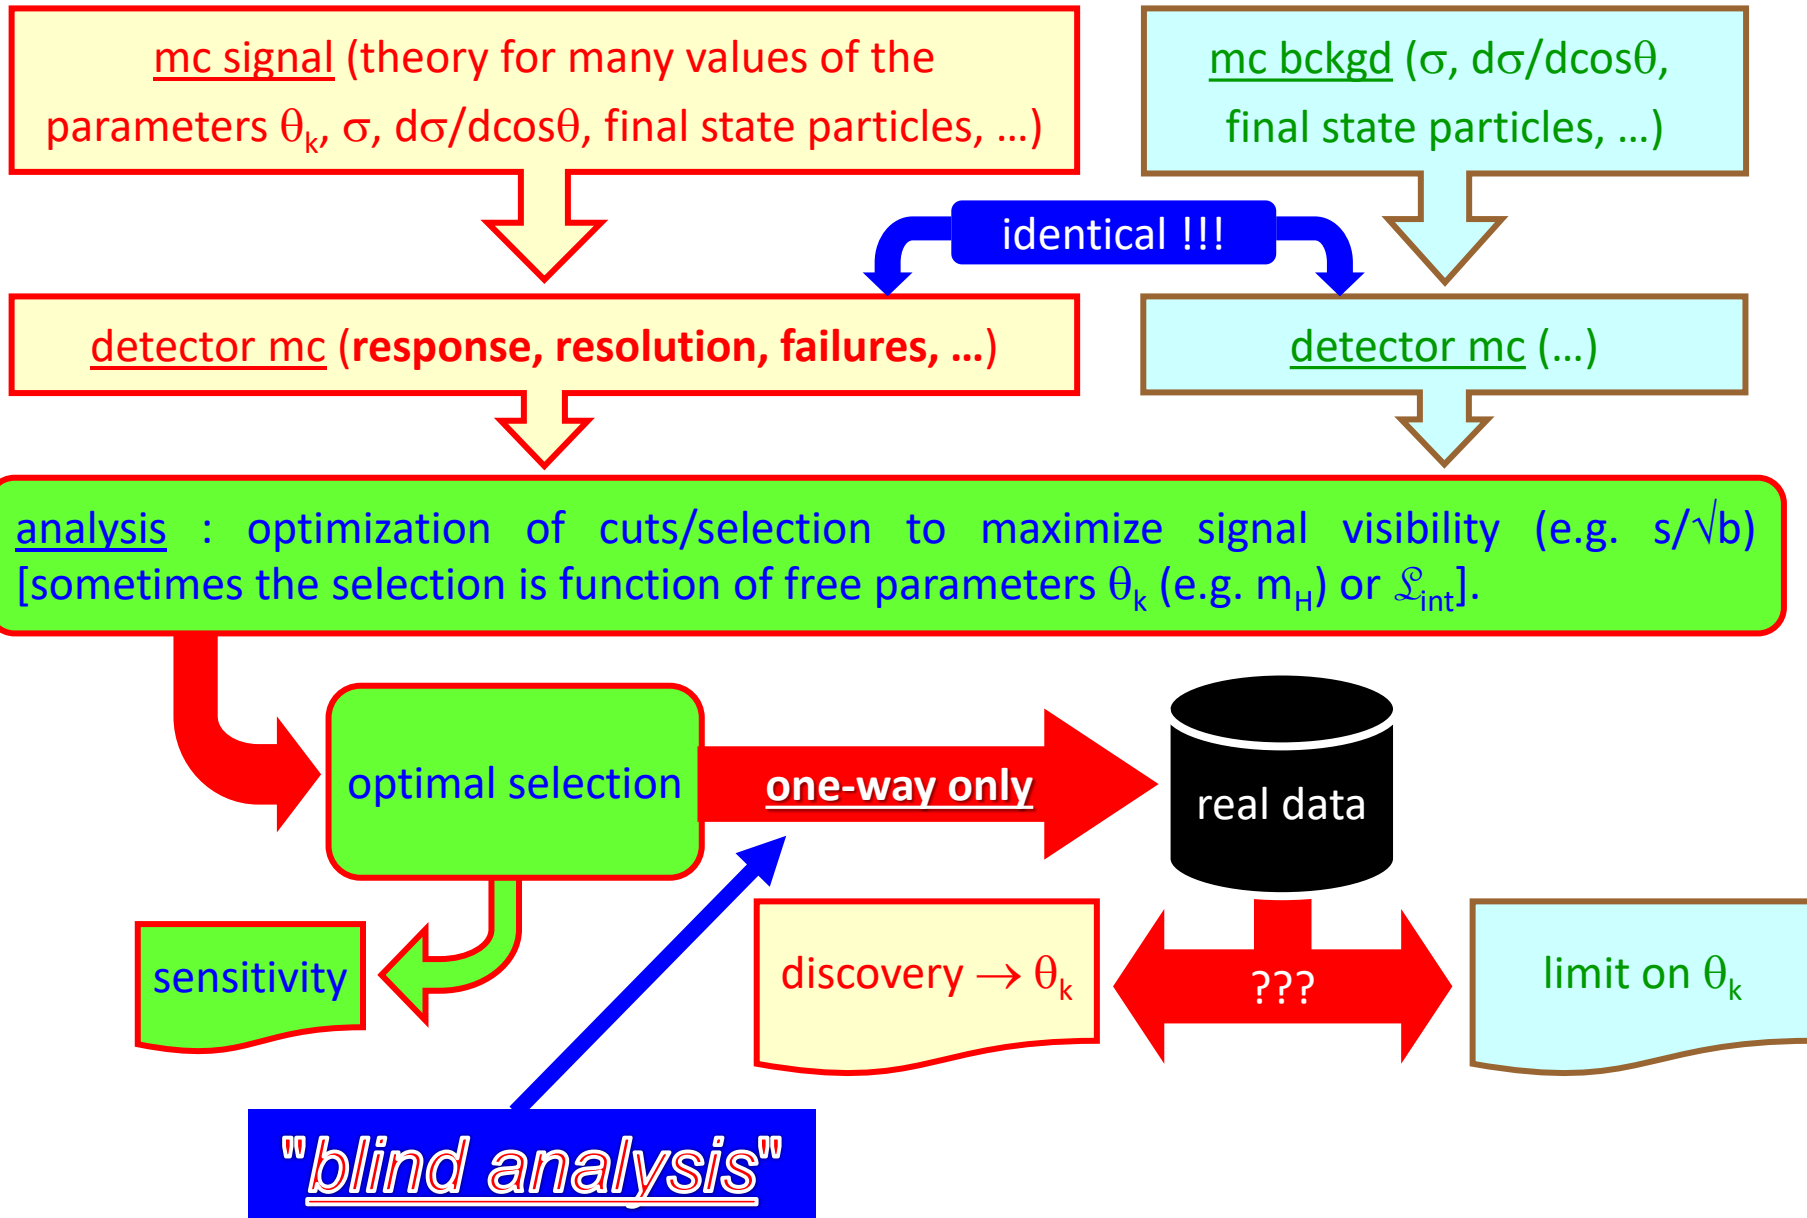 mc signal (theory for many values of the
parameters θk, σ, dσ/dcosθ, final state particles, ...)
mc bckgd (σ, dσ/dcosθ,
final state particles, ...)
identical !!!
detector mc (response, resolution, failures, ...)
detector mc (...)
analysis : optimization of cuts/selection to maximize signal visibility (e.g. s/√b)
[sometimes the selection is function of free parameters θk (e.g. mH) or ℒint].
optimal selection
one-way only
real data
sensitivity
discovery → θk
???
limit on θk
"blind analysis"